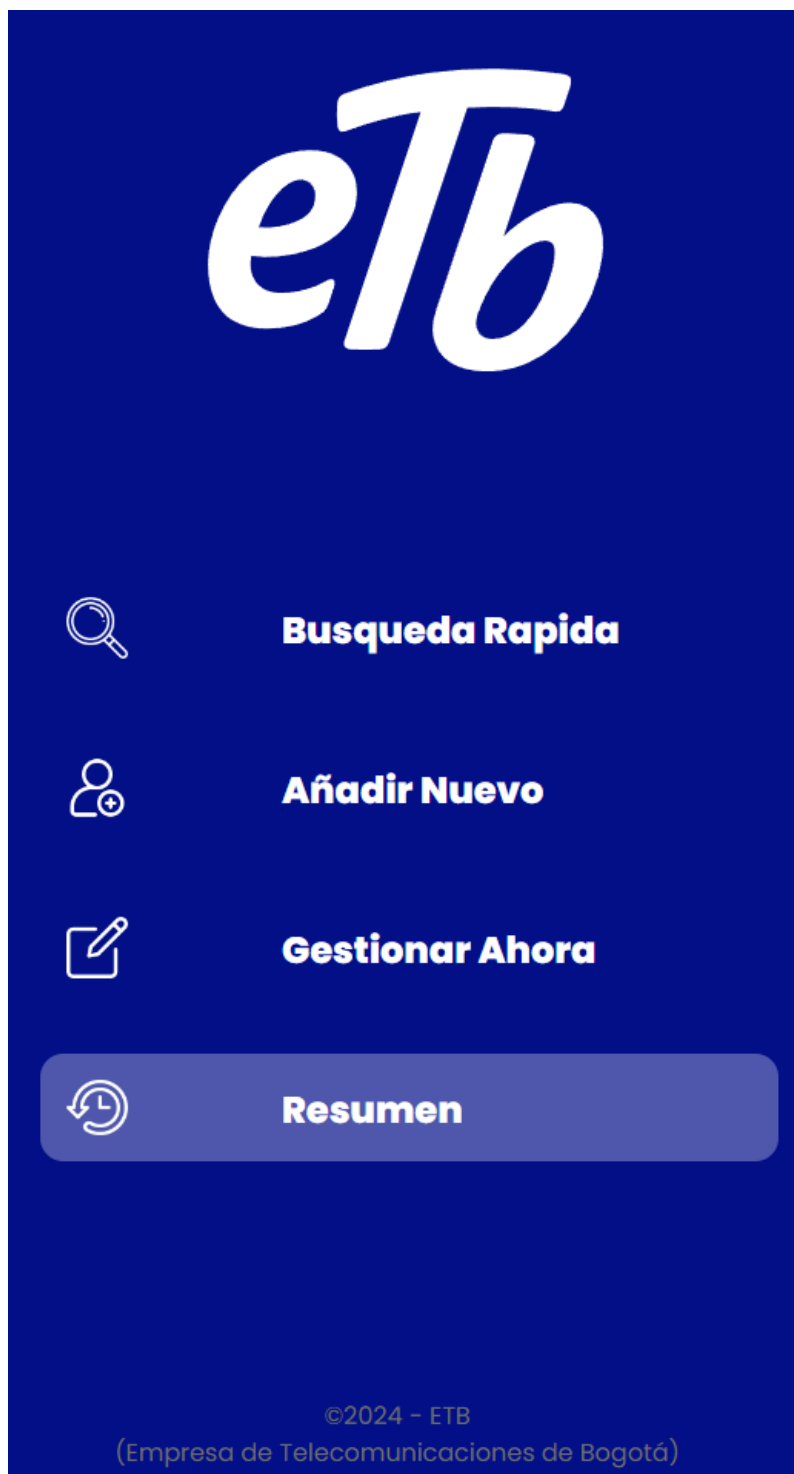 eTb
Busqueda Rapida
Añadir Nuevo
Gestionar Ahora
Resumen
©2024 - ETB
(Empresa de Telecomunicaciones de Bogotá)